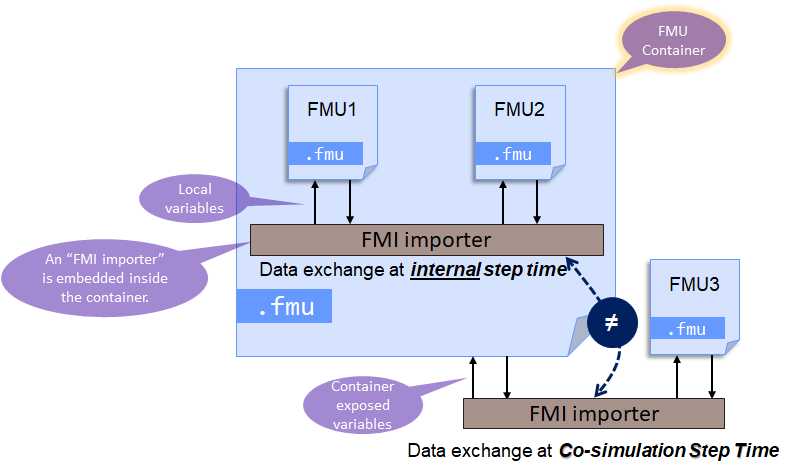 FMU
Container
FMU1
.fmu
FMU2
.fmu
Local
variables
FMI importer
An “FMI importer”
is embedded inside
the container.
Data exchange at internal step time
.fmu
FMU3
.fmu
≠
Container
exposed
variables
FMI importer
Data exchange at Co-simulation Step Time